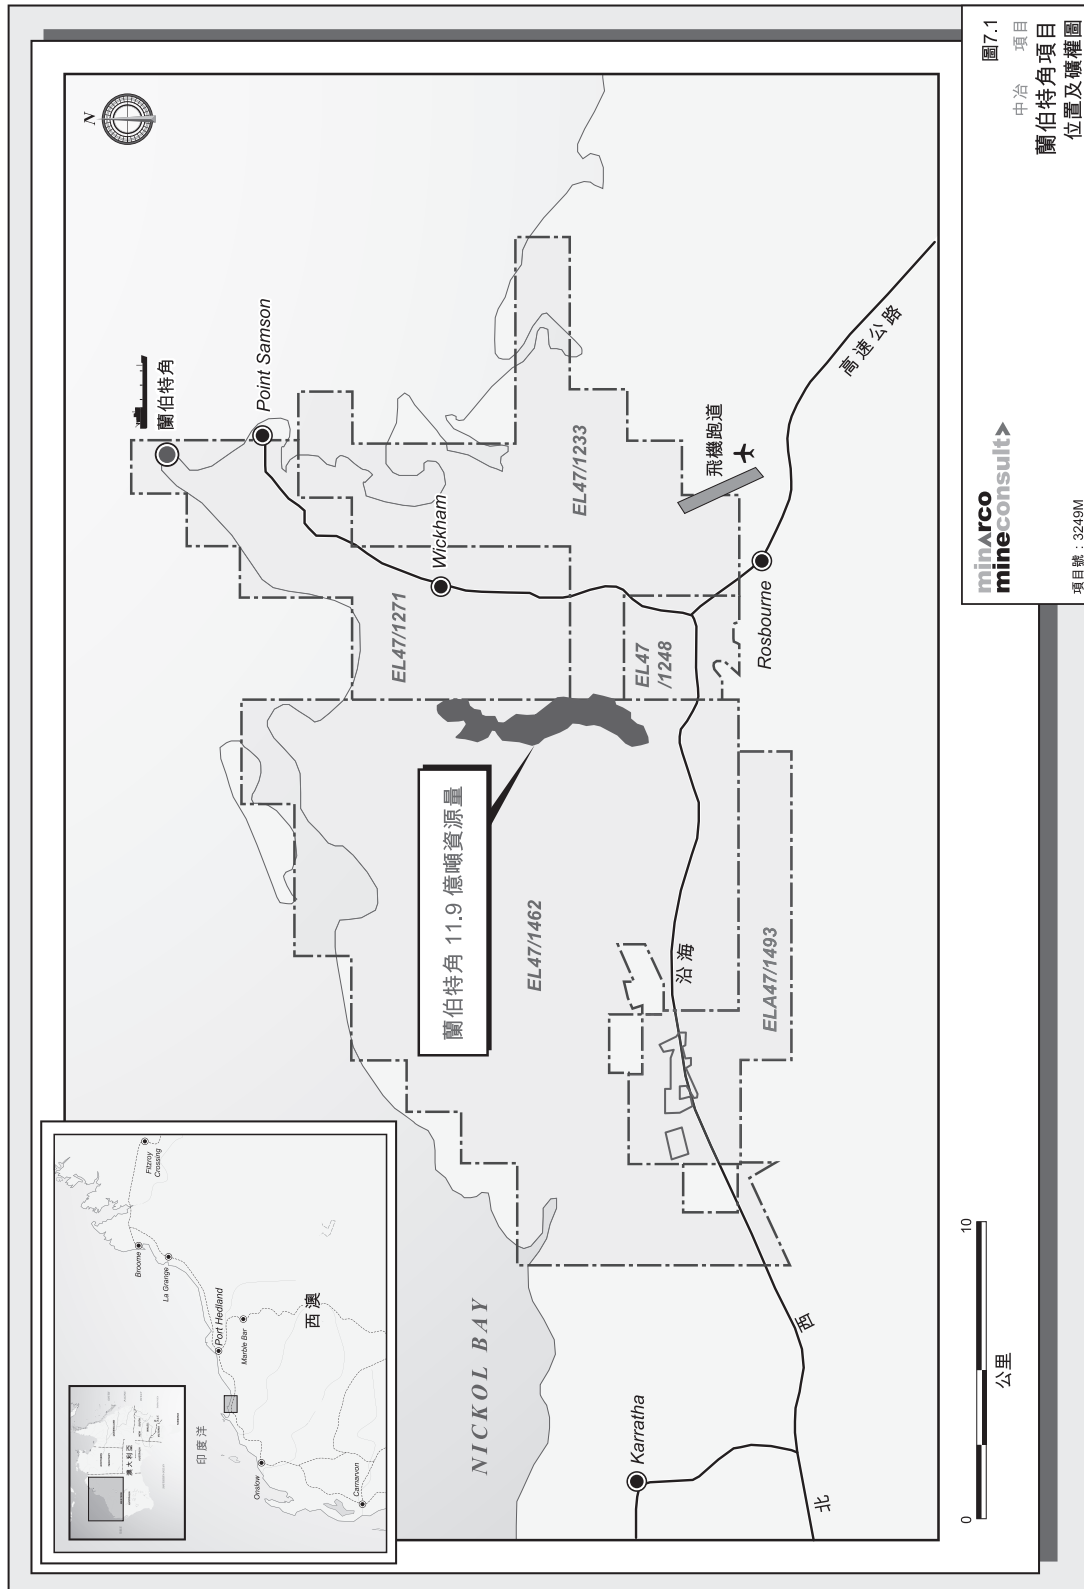 圖7.1
中冶 項目
蘭伯特角項目
位置及礦權圖
N
蘭伯特角
Point Samson
Wickham
EL47/1271
EL47/1233
飛機跑道
高速公路
EL47
/1248
Rosbourne
蘭伯特角 11.9 億噸資源量
EL47/1462
沿海
ELA47/1493
NICKOL BAY
Karratha
西
北
Fitzroy
Crossing
Broome
La Grange
Port Hedland
Marble Bar
西澳
印度洋
Onslow
Carnarvon
澳大利亞
0
10
公里
minarco
mineconsult
項目號：3249M